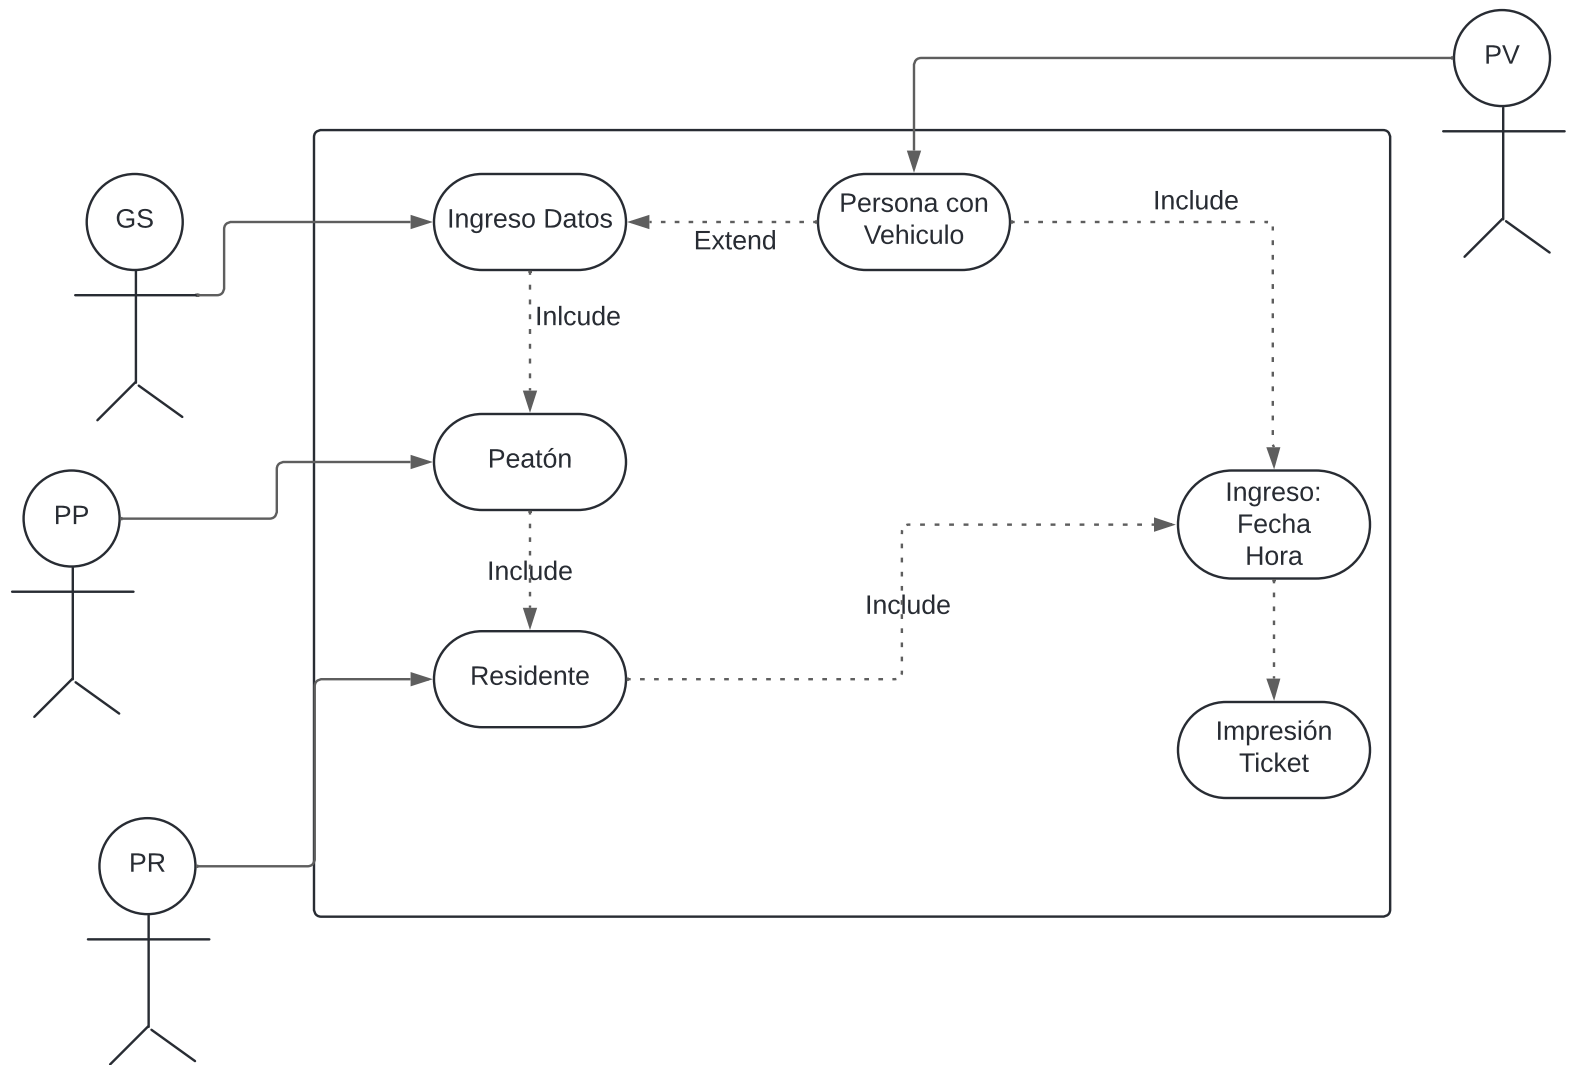 PV
GS
Ingreso Datos
Persona con
Vehiculo
Include
Extend
Inlcude
Peatón
PP
Include
Ingreso:
Fecha
Hora
Include
Residente
Impresión
Ticket
PR